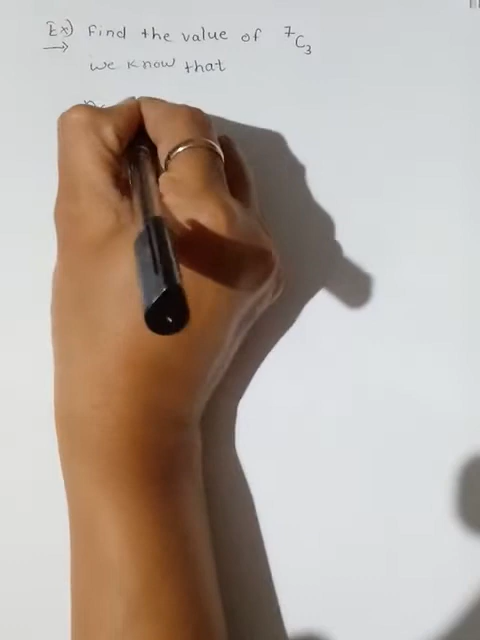 Ex) Find the value of ⁷C₃
we know that